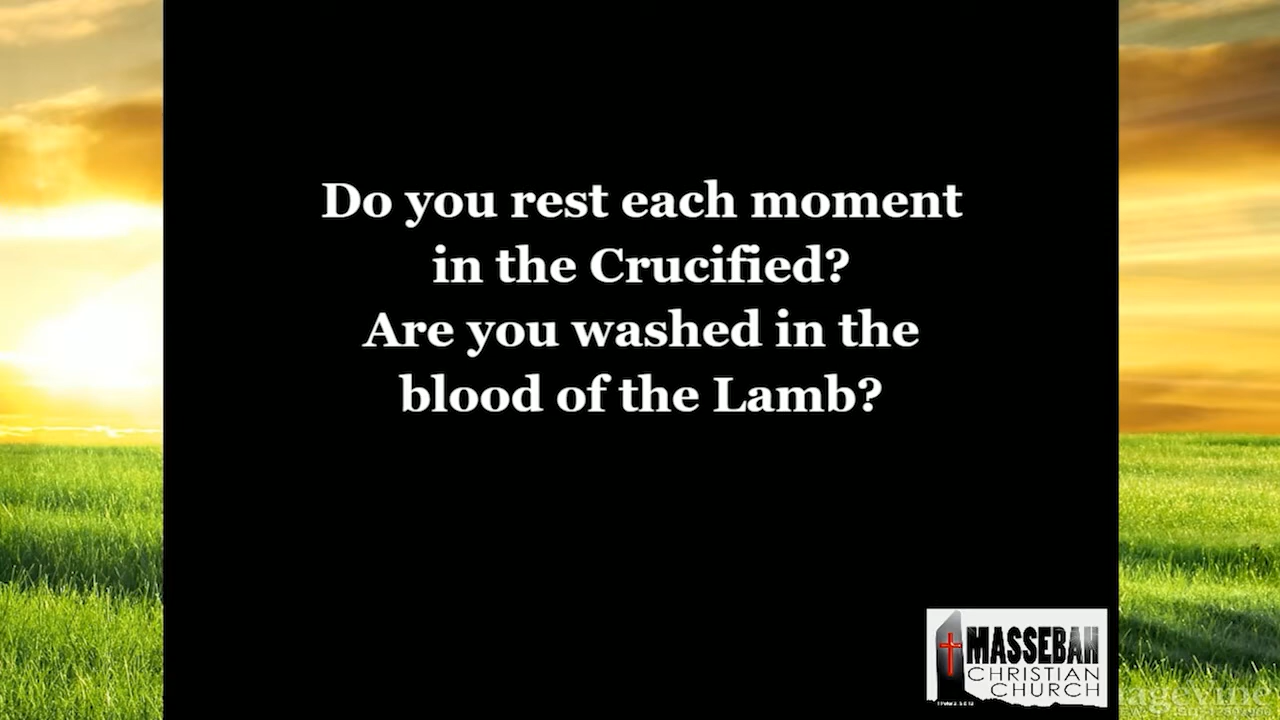 Do you rest each moment
in the Crucified?
Are you washed in the
blood of the Lamb?
MASSEBAH
CHRISTIAN
CHURCH